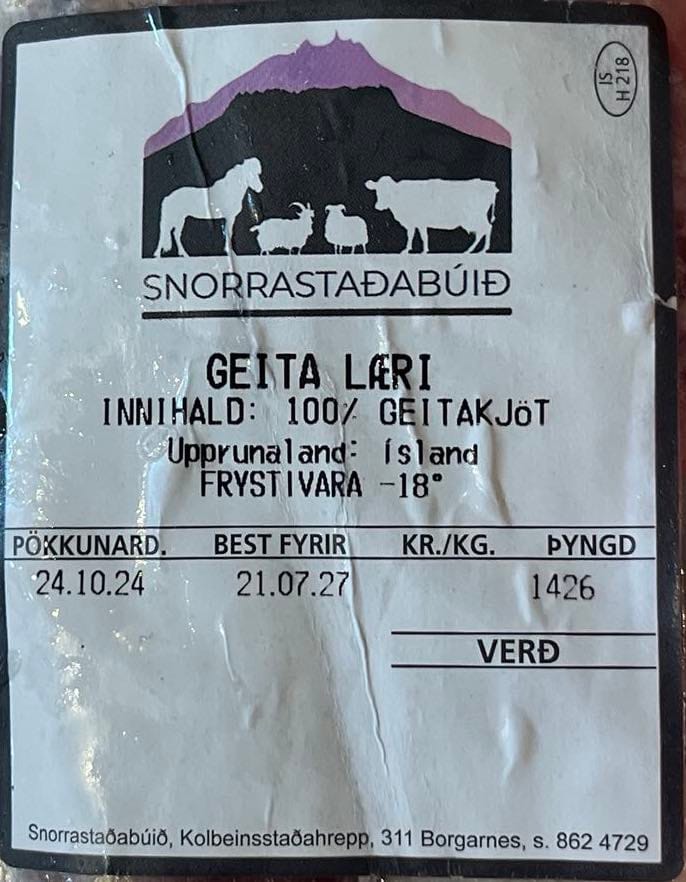 IS
H 218
SNORRASTAÐABÚIÐ
GEITA LÆRI
INNIHALD: 100% GEITAKJöT
Upprunaland: ísland
FRYSTIVARA -18°
PÖKKUNARD. BEST FYRIR KR./KG. ÞYNGD
24.10.24 21.07.27 1426
VERÐ
Snorrastaðabúið, Kolbeinsstaðahrepp, 311 Borgarnes, s. 862 4729